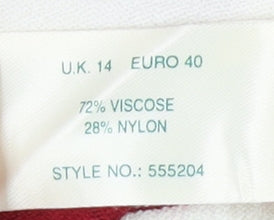 U.K. 14 EURO 40
72% VISCOSE
28% NYLON
STYLE NO.: 555204